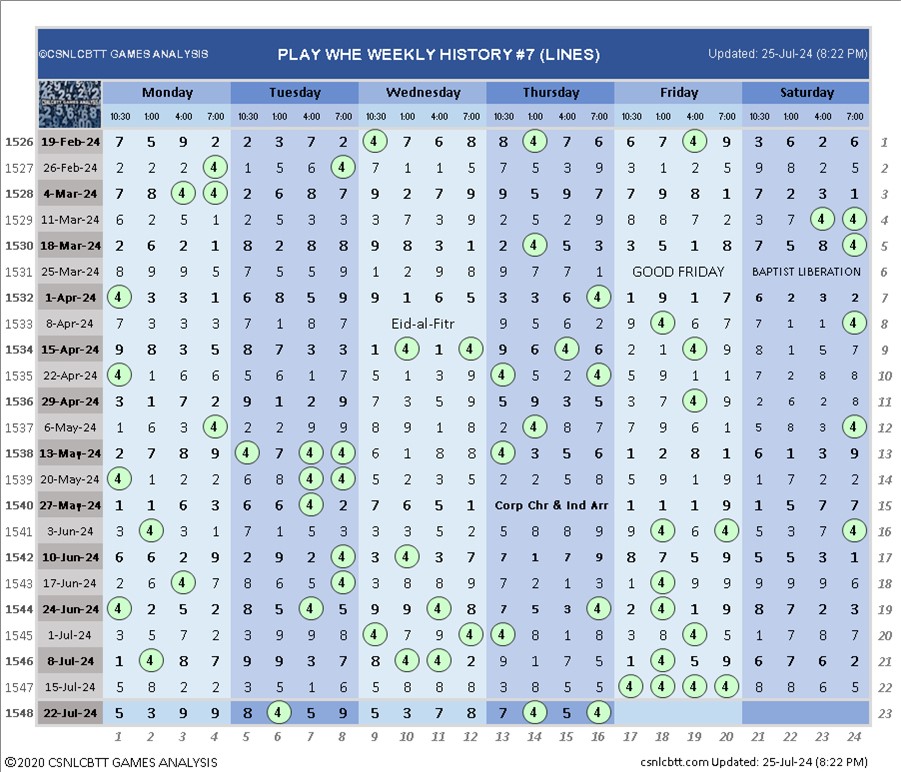 ©CSNLCBTT GAMES ANALYSIS PLAY WHE WEEKLY HISTORY #7 (LINES) Updated: 25-Jul-24 (8:22 PM)
CSNLCBTT GAMES ANALYSIS Monday Tuesday Wednesday Thursday Friday Saturday
10:30 1:00 4:00 7:00 10:30 1:00 4:00 7:00 10:30 1:00 4:00 7:00 10:30 1:00 4:00 7:00 10:30 1:00 4:00 7:00 10:30 1:00 4:00 7:00
1526 19-Feb-24 7 5 9 2 2 3 7 2 4 7 6 8 8 4 7 6 6 7 4 9 3 6 2 6 1
1527 26-Feb-24 2 2 2 4 1 5 6 4 7 1 1 5 7 5 3 9 3 1 2 5 9 8 2 5 2
1528 4-Mar-24 7 8 4 4 2 6 8 7 9 2 7 9 9 5 9 7 7 9 8 1 7 2 3 1 3
1529 11-Mar-24 6 2 5 1 2 5 3 3 3 7 3 9 2 5 2 9 8 8 7 2 3 7 4 4 4
1530 18-Mar-24 2 6 2 1 8 2 8 8 9 8 3 1 2 4 5 3 3 5 1 8 7 5 8 4 5
1531 25-Mar-24 8 9 9 5 7 5 5 9 1 2 9 8 9 7 7 1 GOOD FRIDAY BAPTIST LIBERATION 6
1532 1-Apr-24 4 3 3 1 6 8 5 9 9 1 6 5 3 3 6 4 1 9 1 7 6 2 3 2 7
1533 8-Apr-24 7 3 3 3 7 1 8 7 Eid-al-Fitr 9 5 6 2 9 4 6 7 7 1 1 4 8
1534 15-Apr-24 9 8 3 5 8 7 3 3 1 4 1 4 9 6 4 6 2 1 4 9 8 1 5 7 9
1535 22-Apr-24 4 1 6 6 5 6 1 7 5 1 3 9 4 5 2 4 5 9 1 1 7 2 8 8 10
1536 29-Apr-24 3 1 7 2 9 1 2 9 7 3 5 9 5 9 3 5 3 7 4 9 2 6 2 8 11
1537 6-May-24 1 6 3 4 2 2 9 9 8 9 1 8 2 4 8 7 7 9 6 1 5 8 3 4 12
1538 13-May-24 2 7 8 9 4 7 4 4 6 1 8 8 4 3 5 6 1 2 8 1 6 1 3 9 13
1539 20-May-24 4 1 2 2 6 8 4 4 9 1 3 5 2 2 5 8 5 9 1 9 1 7 2 2 14
1540 27-May-24 1 1 6 3 6 6 4 2 7 6 5 1 Corp Chr & Ind Arr 1 1 1 9 1 5 7 7 15
1541 3-Jun-24 3 4 3 1 7 1 5 3 3 3 7 2 5 8 8 9 9 4 6 4 5 3 7 4 16
1542 10-Jun-24 6 6 2 9 2 9 2 4 3 4 3 7 7 1 7 9 8 7 5 9 5 5 3 1 17
1543 17-Jun-24 2 6 4 7 8 6 5 4 3 8 8 9 7 2 1 3 1 4 8 9 9 9 9 6 18
1544 24-Jun-24 4 2 5 2 8 5 4 5 9 9 4 8 7 5 3 4 2 4 1 9 8 7 2 3 19
1545 1-Jul-24 3 5 7 2 3 9 9 8 4 7 9 4 4 8 1 8 3 8 4 5 1 7 8 7 20
1546 8-Jul-24 1 4 8 7 9 9 3 7 8 4 4 2 9 1 7 5 1 4 5 9 6 7 6 2 21
1547 15-Jul-24 5 8 2 2 3 5 1 6 5 8 8 8 3 8 5 5 4 4 4 4 8 8 6 5 22
1548 22-Jul-24 5 3 9 9 8 4 5 9 5 3 7 8 7 4 5 4 23
1 2 3 4 5 6 7 8 9 10 11 12 13 14 15 16 17 18 19 20 21 22 23 24
©2020 CSNLCBTT GAMES ANALYSIS csnlcbtt.com Updated: 25-Jul-24 (8:22 PM)